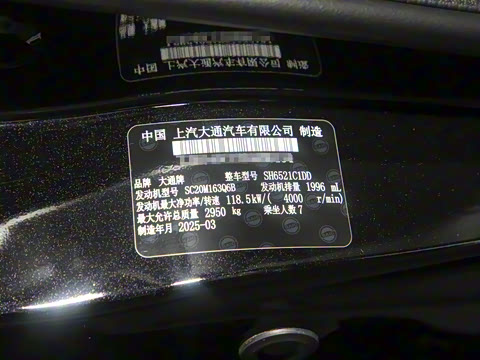 中国 上汽大通汽车有限公司 制造
品牌 大通牌 整车型号 SH6521C1DD
发动机型号 SC20M163Q6B 发动机排量 1996 mL
发动机最大净功率/转速 118.5kW/( 4000 r/min)
最大允许总质量 2950 kg 乘坐人数 7
制造年月 2025-03